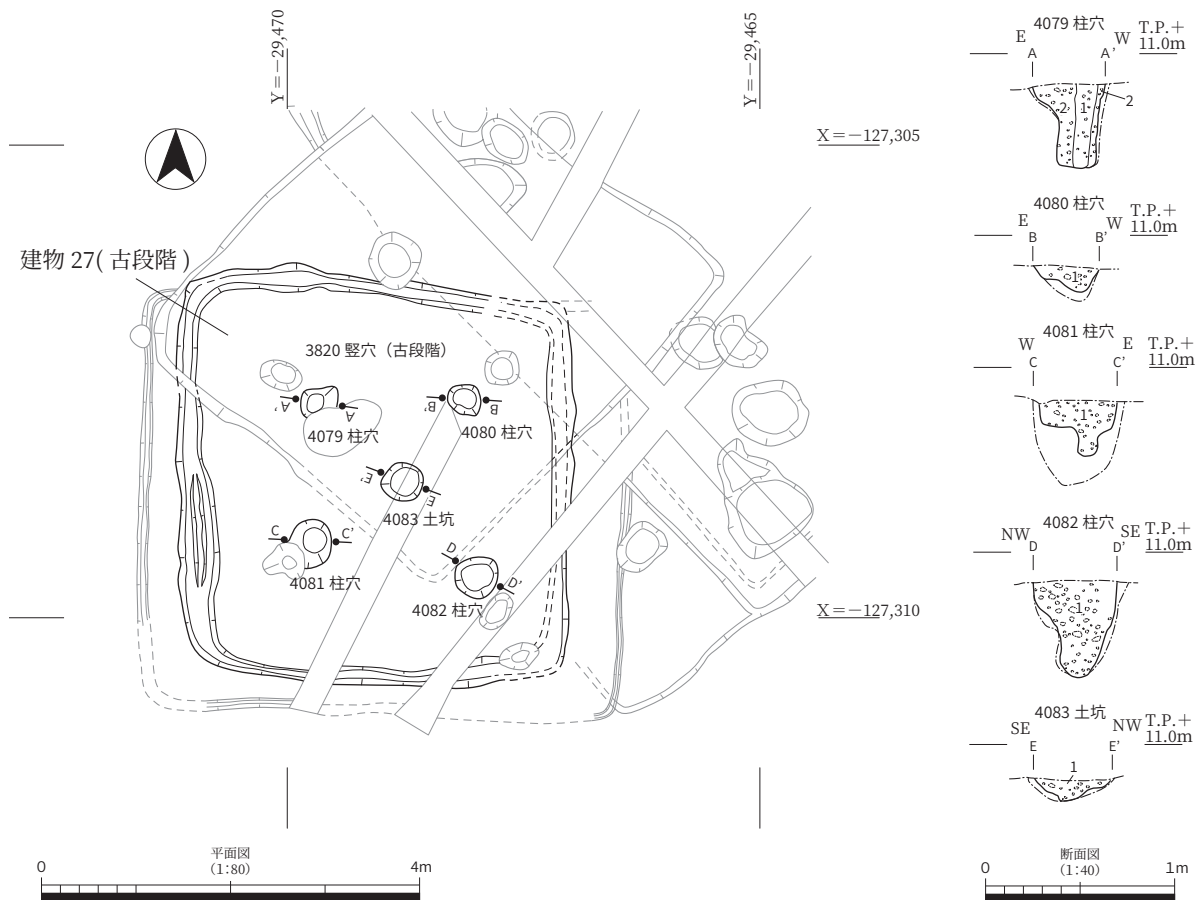 Y=－29,470
Y=－29,465
X=－127,305
建物 27( 古段階 )
3820 竪穴（古段階）
A’
A
4079 柱穴
B’
B
4080 柱穴
E’
E
4083 土坑
C
C’
4081 柱穴
D
D’
4082 柱穴
X=－127,310
平面図
(1:80)
0
4m
4079 柱穴
E
W
T.P.＋
11.0m
A
A’
2
1
2
4080 柱穴
E
W
T.P.＋
11.0m
B
B’
1
4081 柱穴
W
E
T.P.＋
11.0m
C
C’
1
4082 柱穴
NW
SE
T.P.＋
11.0m
D
D’
1
4083 土坑
SE
NW
T.P.＋
11.0m
E
E’
1
断面図
(1:40)
0
1m